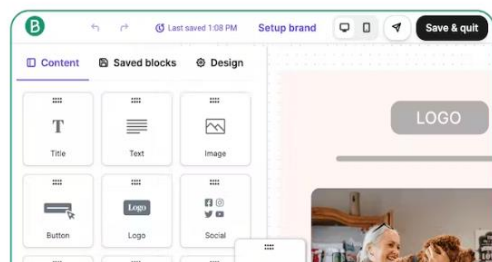 B Last saved 1:08 PM Setup brand Save & quit
Content Saved blocks Design
LOGO
Title Text Image
Logo
Button Logo Social